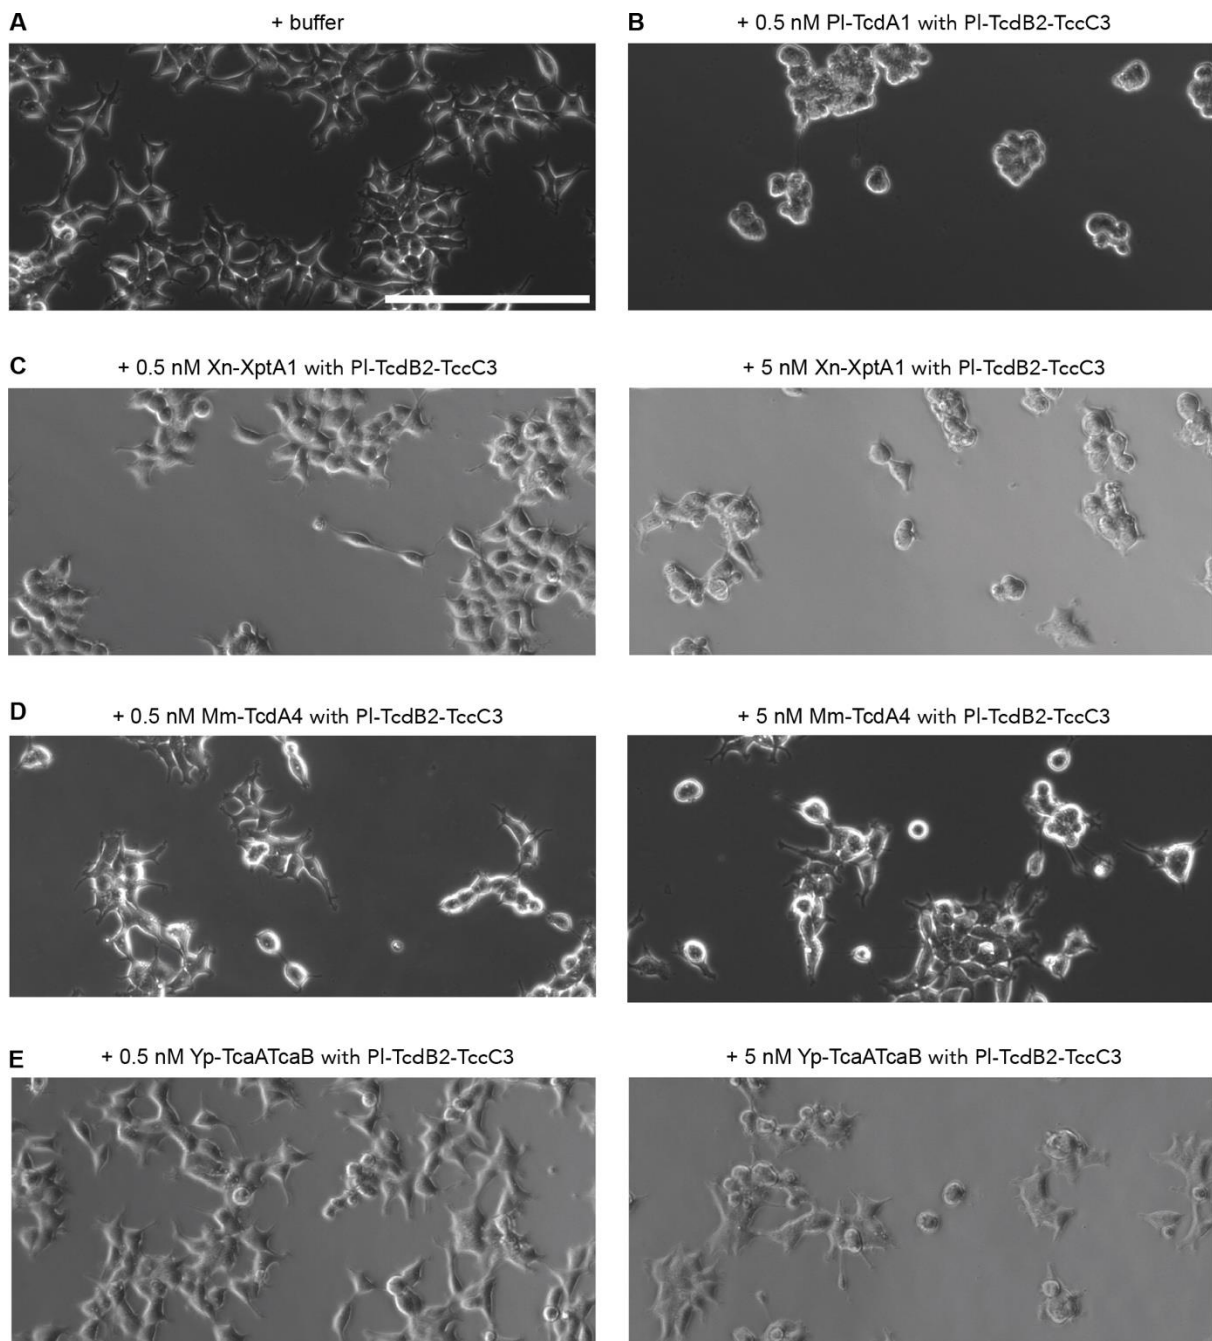 A
+ buffer
B
+ 0.5 nM Pl-TcdA1 with Pl-TcdB2-TccC3
C
+ 0.5 nM Xn-XptA1 with Pl-TcdB2-TccC3
+ 5 nM Xn-XptA1 with Pl-TcdB2-TccC3
D
+ 0.5 nM Mm-TcdA4 with Pl-TcdB2-TccC3
+ 5 nM Mm-TcdA4 with Pl-TcdB2-TccC3
E
+ 0.5 nM Yp-TcaATcaB with Pl-TcdB2-TccC3
+ 5 nM Yp-TcaATcaB with Pl-TcdB2-TccC3